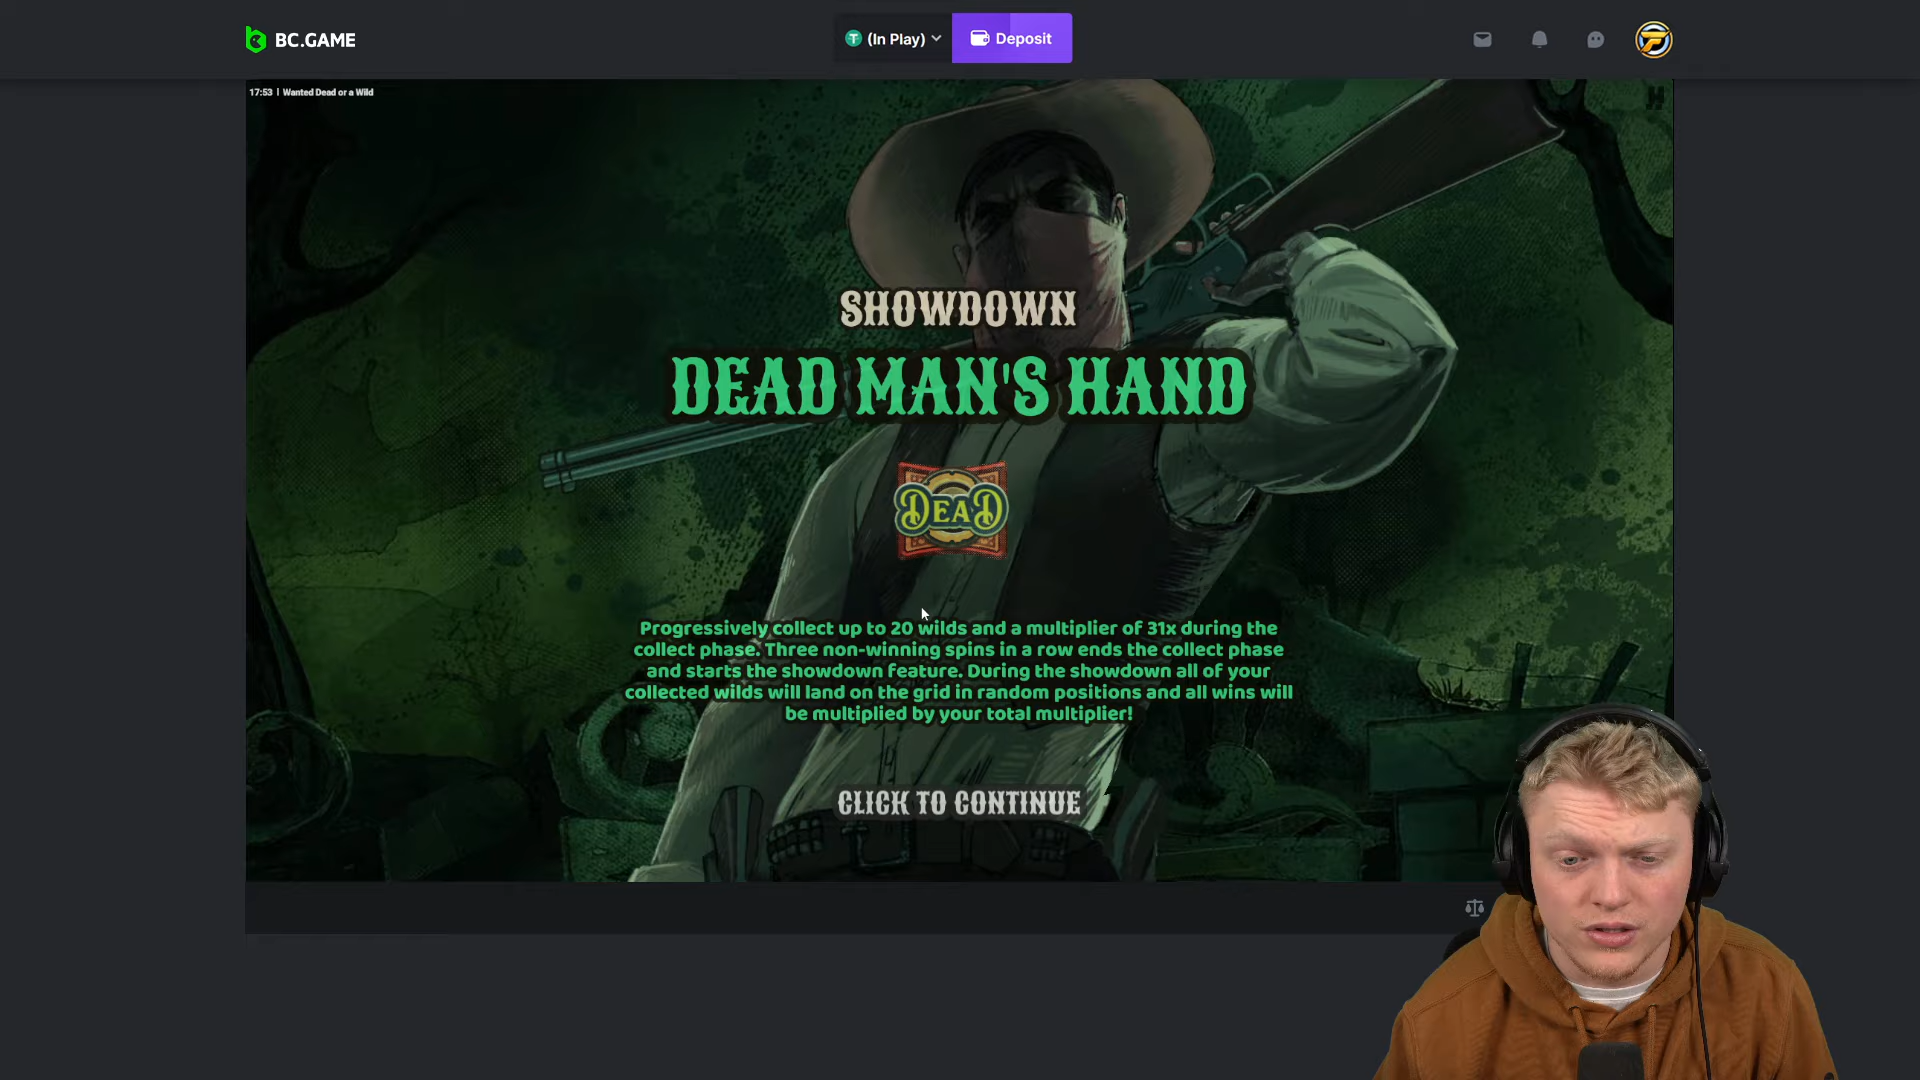 BC.GAME
(In Play)
Deposit
17:53 | Wanted Dead or a Wild
SHOWDOWN
DEAD MAN'S HAND
DEAD
Progressively collect up to 20 wilds and a multiplier of 31x during the
collect phase. Three non-winning spins in a row ends the collect phase
and starts the showdown feature. During the showdown all of your
collected wilds will land on the grid in random positions and all wins will
be multiplied by your total multiplier!
CLICK TO CONTINUE